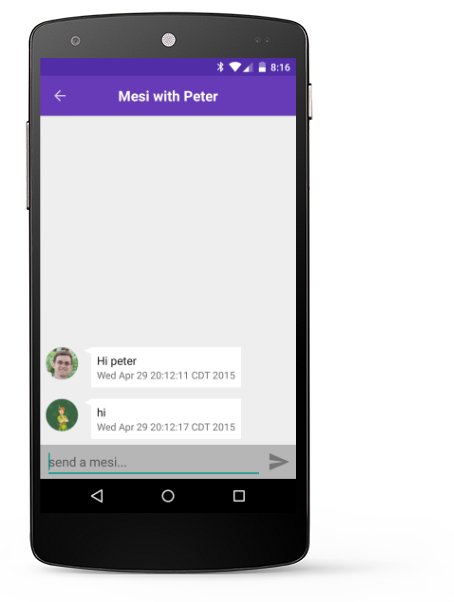 8:16
Mesi with Peter
Hi peter
Wed Apr 29 20:12:11 CDT 2015
hi
Wed Apr 29 20:12:17 CDT 2015
send a mesi...